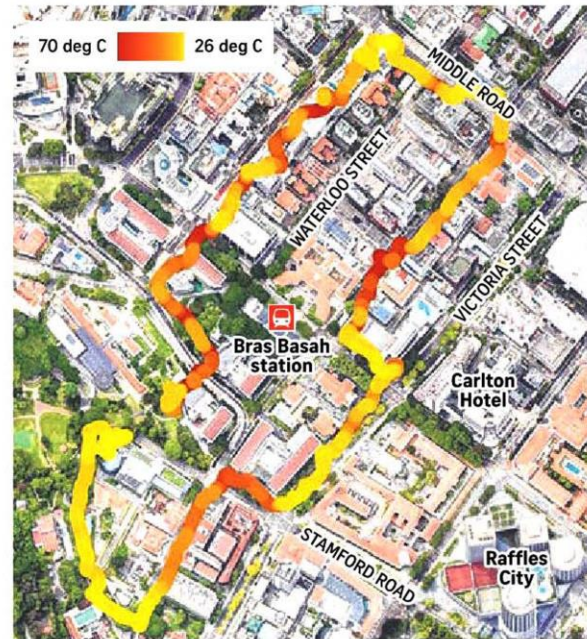 70 deg C 26 deg C
MIDDLE ROAD
WATERLOO STREET
VICTORIA STREET
Bras Basah
station
Carlton
Hotel
STAMFORD ROAD
Raffles
City